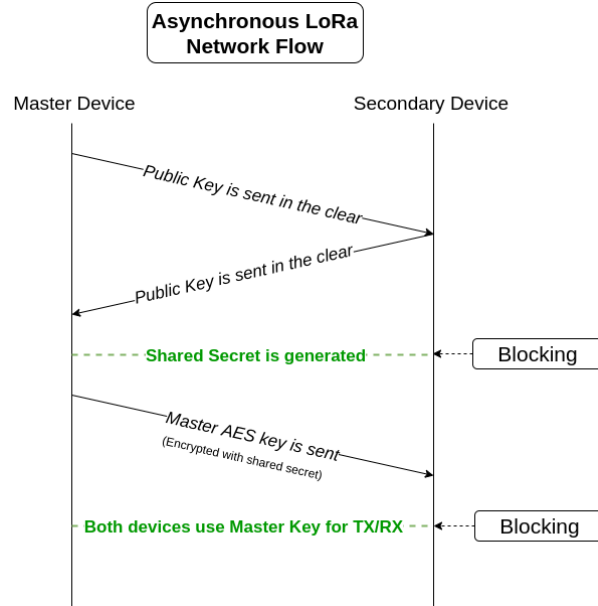 Asynchronous LoRa
Network Flow
Master Device
Secondary Device
Public Key is sent in the clear
Public Key is sent in the clear
Shared Secret is generated
Blocking
Master AES key is sent
(Encrypted with shared secret)
Both devices use Master Key for TX/RX
Blocking